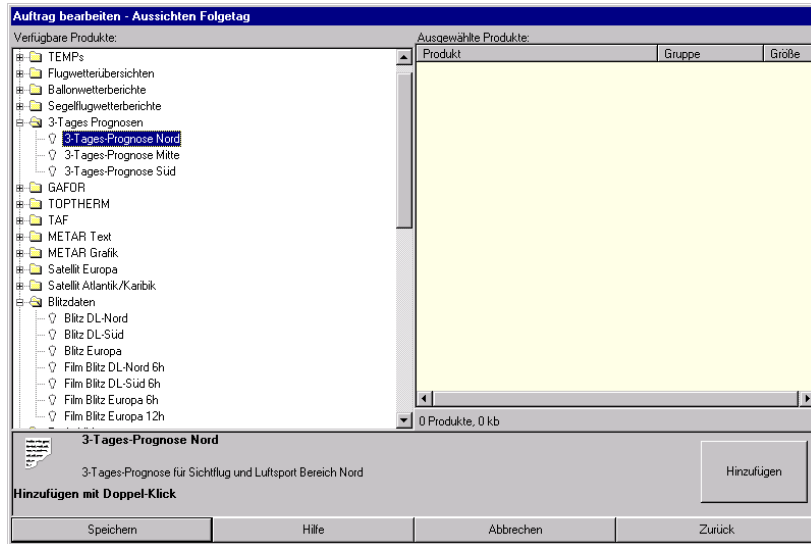 Auftrag bearbeiten - Aussichten Folgetag
Verfügbare Produkte:
TEMPs
Flugwetterübersichten
Ballonwetterberichte
Segelflugwetterberichte
3-Tages Prognosen
3-Tages-Prognose Nord
3-Tages-Prognose Mitte
3-Tages-Prognose Süd
GAFOR
TOPTHERM
TAF
METAR Text
METAR Grafik
Satellit Europa
Satellit Atlantik/Karibik
Blitzdaten
Blitz DL-Nord
Blitz DL-Süd
Blitz Europa
Film Blitz DL-Nord 6h
Film Blitz DL-Süd 6h
Film Blitz Europa 6h
Film Blitz Europa 12h
Ausgewählte Produkte:
Produkt Gruppe Größe
0 Produkte, 0 kb
3-Tages-Prognose Nord
3-Tages-Prognose für Sichtflug und Luftsport Bereich Nord
Hinzufügen mit Doppel-Klick
Hinzufügen
Speichern Hilfe Abbrechen Zurück